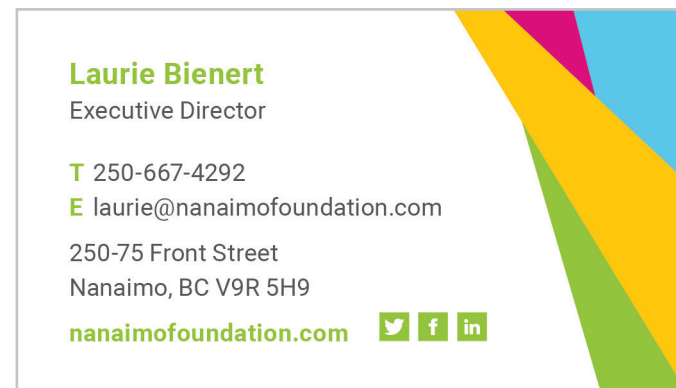 Laurie Bienert
Executive Director
T 250-667-4292
E laurie@nanaimofoundation.com
250-75 Front Street
Nanaimo, BC V9R 5H9
nanaimofoundation.com